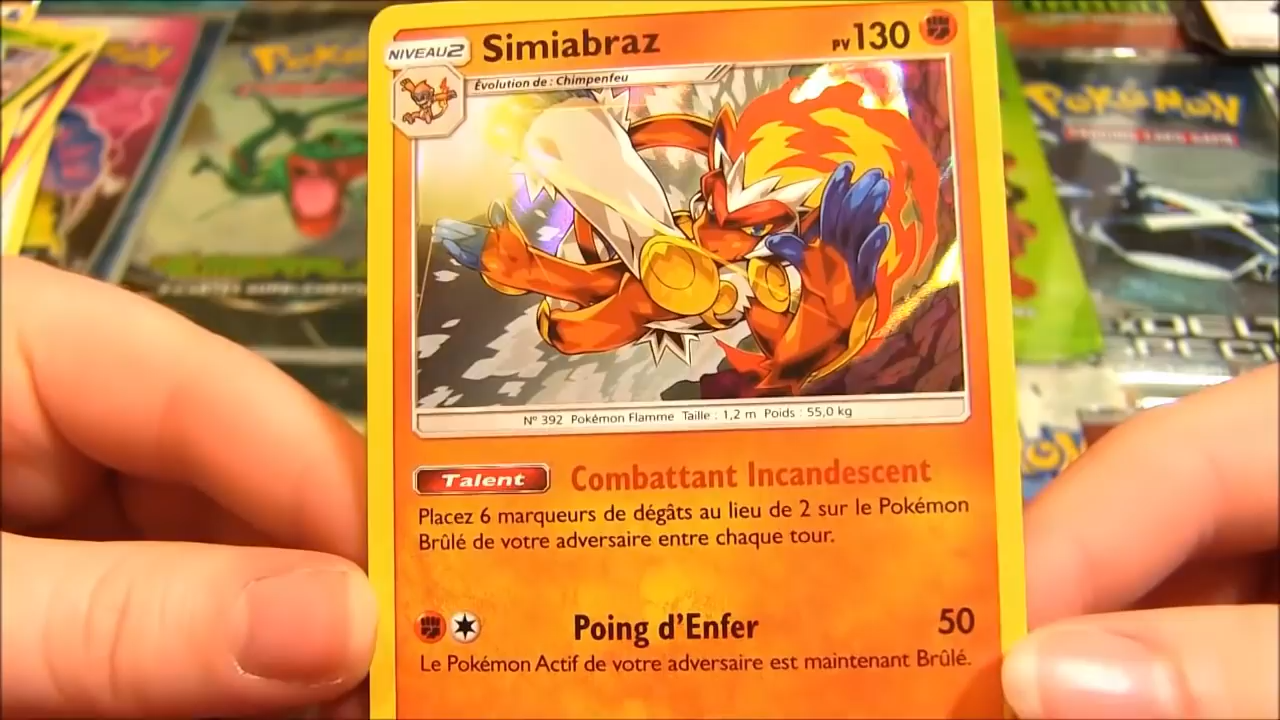 NIVEAU2 Simiabraz PV 130
Évolution de : Chimpenfeu
N° 392 Pokémon Flamme Taille : 1,2 m Poids : 55,0 kg
Talent Combattant Incandescent
Placez 6 marqueurs de dégâts au lieu de 2 sur le Pokémon
Brûlé de votre adversaire entre chaque tour.
Poing d'Enfer 50
Le Pokémon Actif de votre adversaire est maintenant Brûlé.
POKéMON